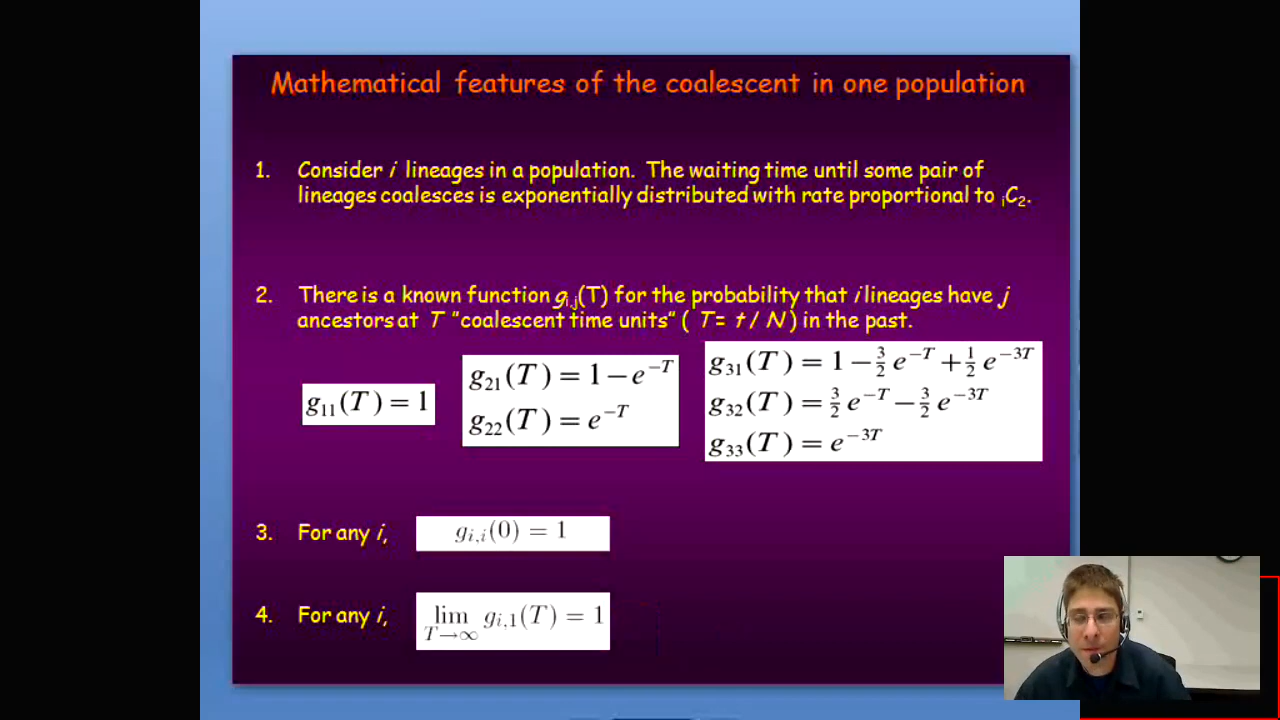 Mathematical features of the coalescent in one population
1. Consider i lineages in a population. The waiting time until some pair of
lineages coalesces is exponentially distributed with rate proportional to ᵢC₂.
2. There is a known function gᵢ,ⱼ(T) for the probability that i lineages have j
ancestors at T "coalescent time units" ( T= t / N ) in the past.
g₁₁(T) = 1
g₂₁(T) = 1 − e^−T
g₂₂(T) = e^−T
g₃₁(T) = 1 − 3/2 e^−T + 1/2 e^−3T
g₃₂(T) = 3/2 e^−T − 3/2 e^−3T
g₃₃(T) = e^−3T
3. For any i, gᵢ,ᵢ(0) = 1
4. For any i, lim T→∞ gᵢ,₁(T) = 1